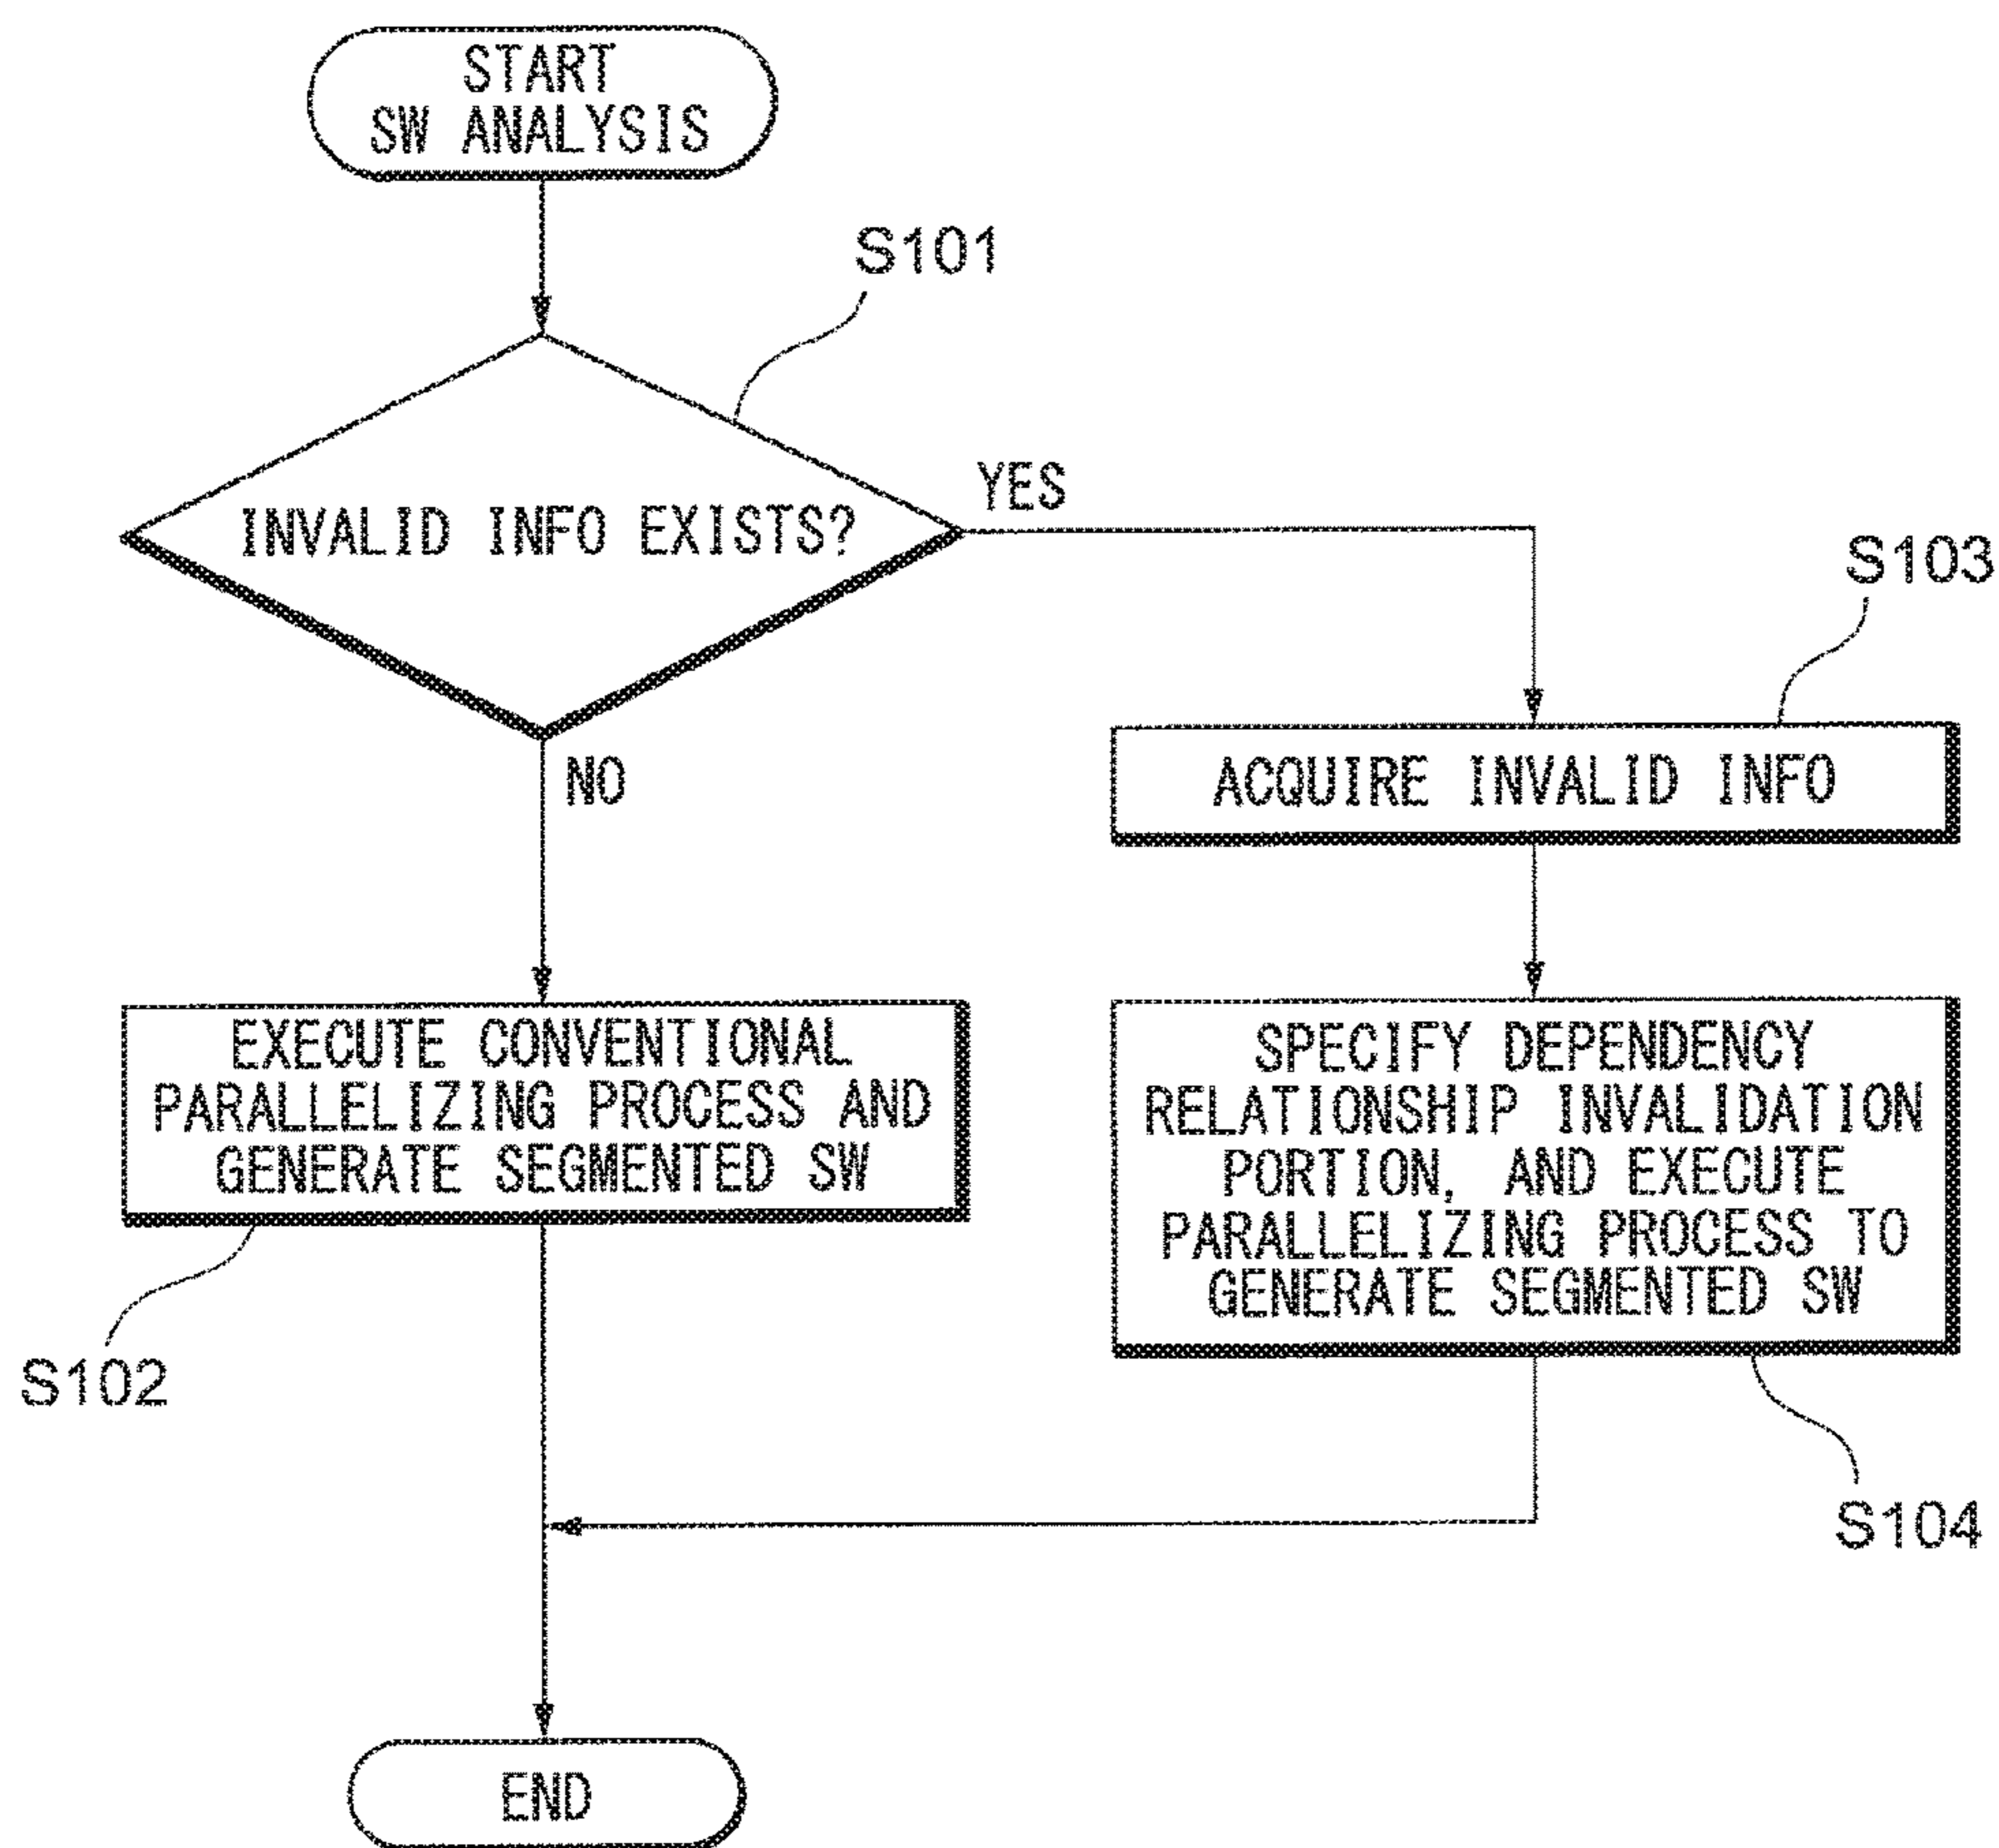 START
SW ANALYSIS
S101
INVALID INFO EXISTS?
YES
NO
S103
ACQUIRE INVALID INFO
EXECUTE CONVENTIONAL
PARALLELIZING PROCESS AND
GENERATE SEGMENTED SW
S102
SPECIFY DEPENDENCY
RELATIONSHIP INVALIDATION
PORTION, AND EXECUTE
PARALLELIZING PROCESS TO
GENERATE SEGMENTED SW
S104
END